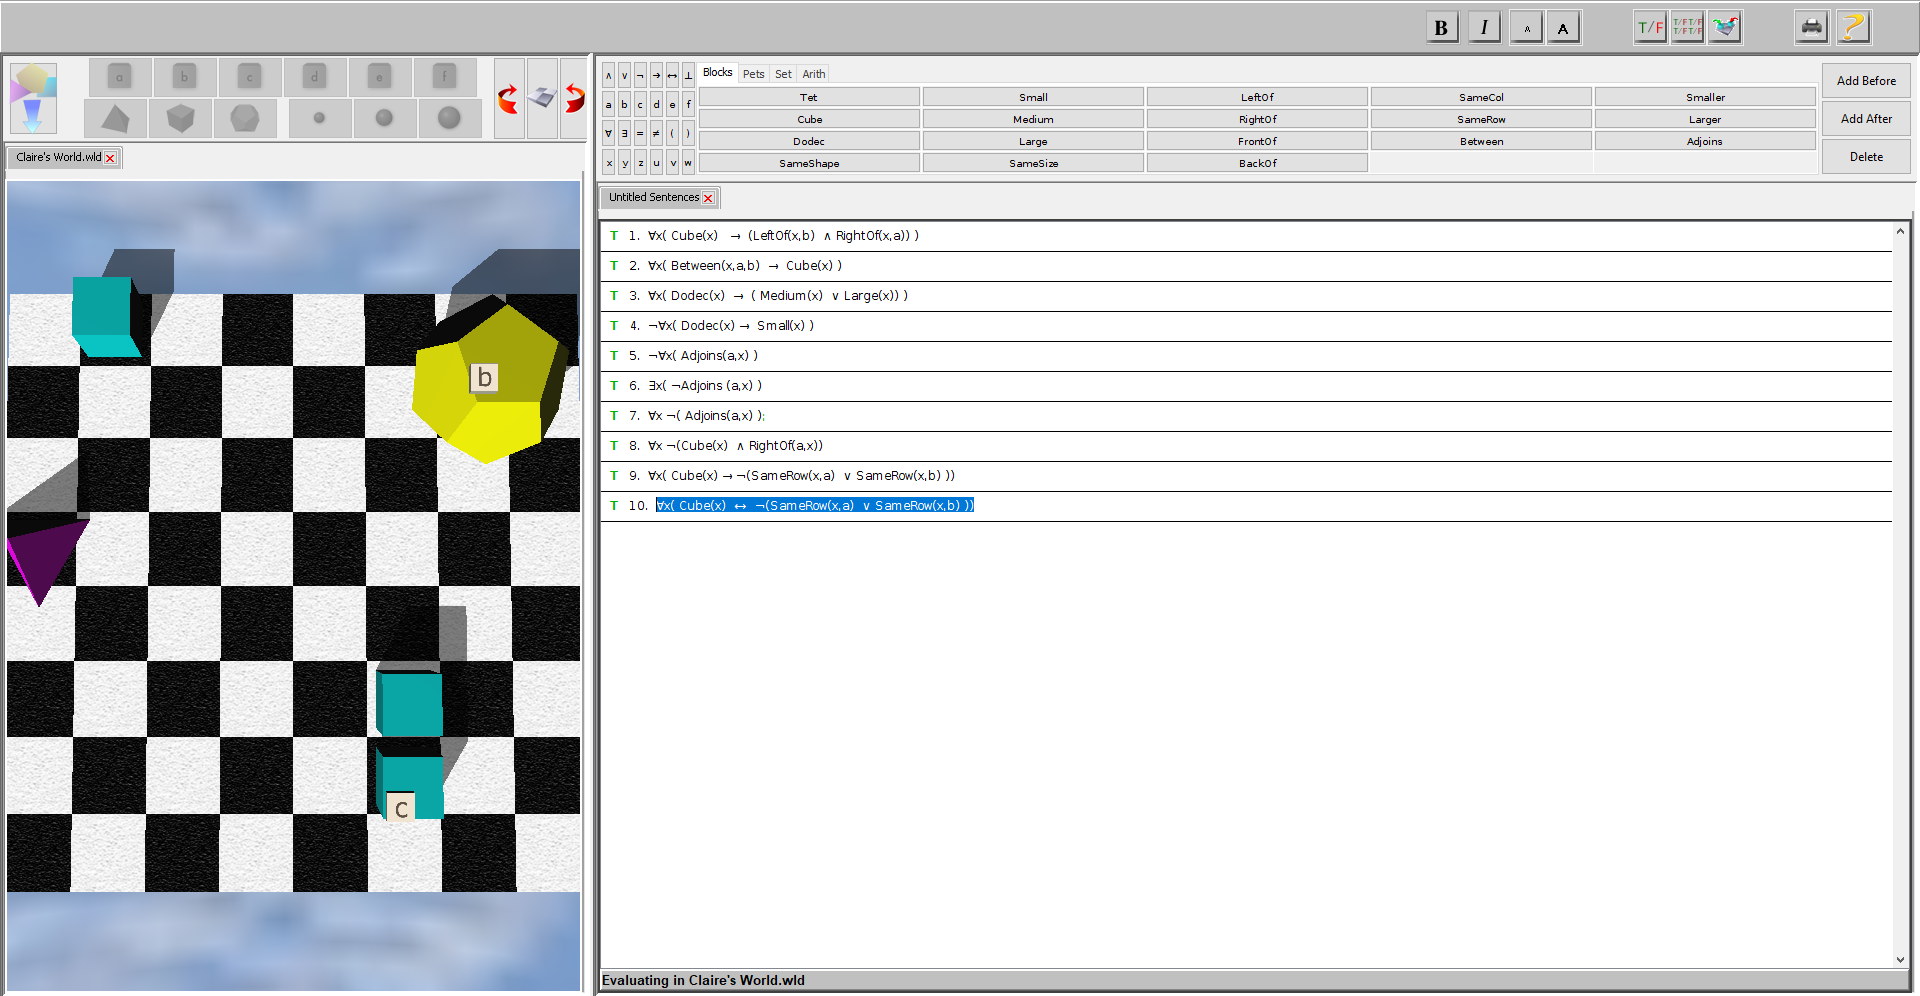 B I A A T/F T/F T/F T/F T/F ?
a b c d e f
∧ ∨ ¬ → ↔ ⊥
a b c d e f
∀ ∃ = ≠ ( )
x y z u v w
Blocks Pets Set Arith
Tet Small LeftOf SameCol Smaller
Cube Medium RightOf SameRow Larger
Dodec Large FrontOf Between Adjoins
SameShape SameSize BackOf
Add Before
Add After
Delete
Claire's World.wld
b
c
Untitled Sentences
T 1. ∀x( Cube(x) → (LeftOf(x,b) ∧ RightOf(x,a)) )
T 2. ∀x( Between(x,a,b) → Cube(x) )
T 3. ∀x( Dodec(x) → ( Medium(x) ∨ Large(x)) )
T 4. ¬∀x( Dodec(x) → Small(x) )
T 5. ¬∀x( Adjoins(a,x) )
T 6. ∃x( ¬Adjoins (a,x) )
T 7. ∀x ¬( Adjoins(a,x) );
T 8. ∀x ¬(Cube(x) ∧ RightOf(a,x))
T 9. ∀x( Cube(x) → ¬(SameRow(x,a) ∨ SameRow(x,b) ))
T 10. ∀x( Cube(x) ↔ ¬(SameRow(x,a) ∨ SameRow(x,b) ))
Evaluating in Claire's World.wld